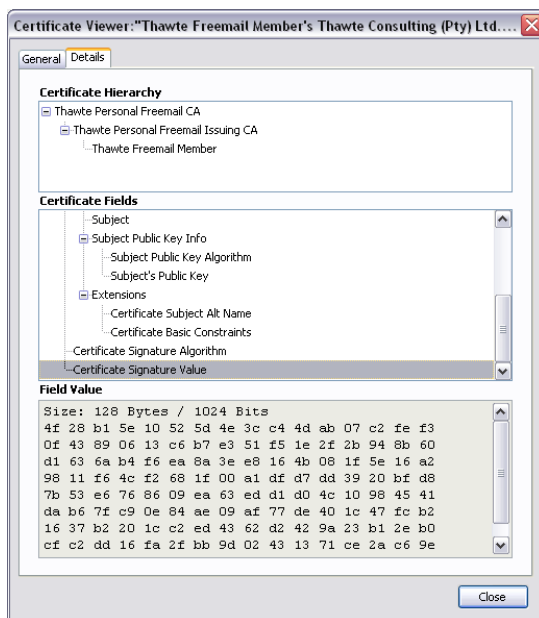 Certificate Viewer:"Thawte Freemail Member's Thawte Consulting (Pty) Ltd....
General Details
Certificate Hierarchy
Thawte Personal Freemail CA
Thawte Personal Freemail Issuing CA
Thawte Freemail Member
Certificate Fields
Subject
Subject Public Key Info
Subject Public Key Algorithm
Subject's Public Key
Extensions
Certificate Subject Alt Name
Certificate Basic Constraints
Certificate Signature Algorithm
Certificate Signature Value
Field Value
Size: 128 Bytes / 1024 Bits
4f 28 b1 5e 10 52 5d 4e 3c c4 4d ab 07 c2 fe f3
0f 43 89 06 13 c6 b7 e3 51 f5 1e 2f 2b 94 8b 60
d1 63 6a b4 f6 ea 8a 3e e8 16 4b 08 1f 5e 16 a2
98 11 f6 4c f2 68 1f 00 a1 df d7 dd 39 20 bf d8
7b 53 e6 76 86 09 ea 63 ed d1 d0 4c 10 98 45 41
da b6 7f c9 0e 84 ae 09 af 77 de 40 1c 47 fc b2
16 37 b2 20 1c c2 ed 43 62 d2 42 9a 23 b1 2e b0
cf c2 dd 16 fa 2f bb 9d 02 43 13 71 ce 2a c6 9e
Close